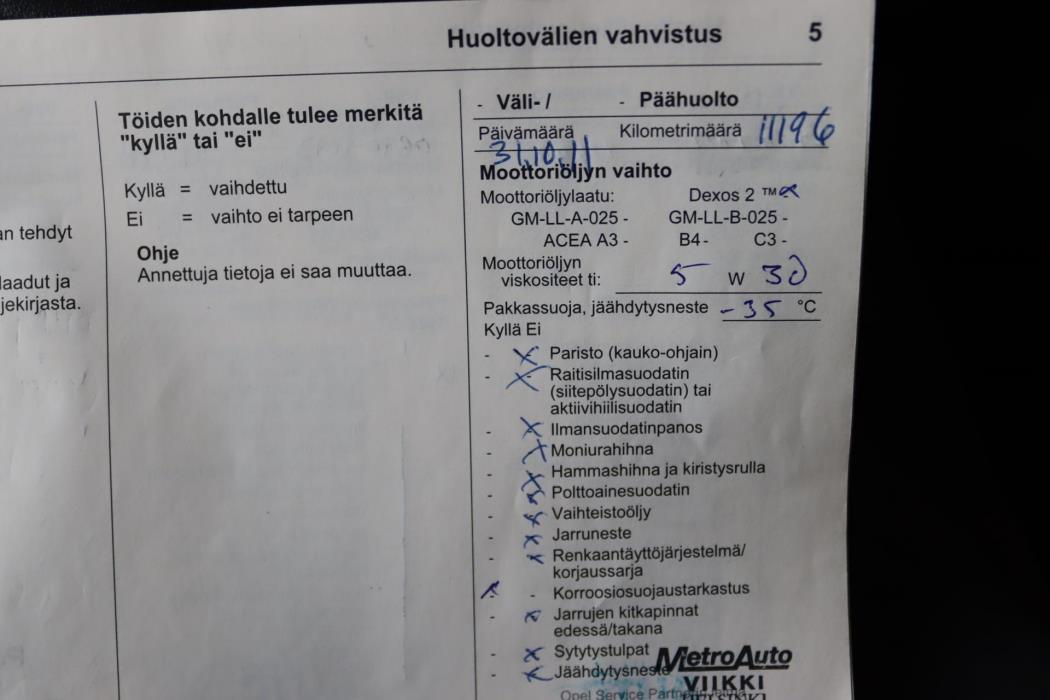 Huoltovälien vahvistus 5
an tehdyt
laadut ja
jekirjasta.
Töiden kohdalle tulee merkitä
"kyllä" tai "ei"
Kyllä = vaihdettu
Ei = vaihto ei tarpeen
Ohje
Annettuja tietoja ei saa muuttaa.
- Väli- / - Päähuolto
Päivämäärä Kilometrimäärä 11196
31.10.11
Moottoriöljyn vaihto
Moottoriöljylaatu: Dexos 2 ™ x
GM-LL-A-025 - GM-LL-B-025 -
ACEA A3 - B4 - C3 -
Moottoriöljyn
viskositeet ti: 5 W 30
Pakkassuoja, jäähdytysneste -35 °C
Kyllä Ei
- x Paristo (kauko-ohjain)
- x Raitisilmasuodatin
(siitepölysuodatin) tai
aktiivihiilisuodatin
- x Ilmansuodatinpanos
- x Moniurahihna
- x Hammashihna ja kiristysrulla
- x Polttoainesuodatin
- x Vaihteistoöljy
- x Jarruneste
- x Renkaantäyttöjärjestelmä/
korjaussarja
x - Korroosiosuojaustarkastus
- x Jarrujen kitkapinnat
edessä/takana
- x Sytytystulpat
- x Jäähdytysneste
MetroAuto
VIIKKI
Opel Service Partner